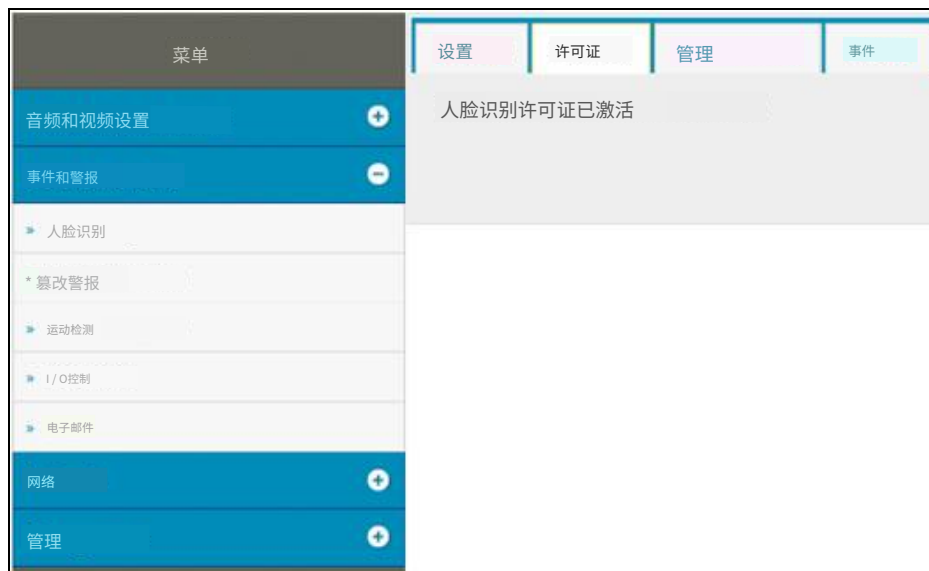 菜单
音频和视频设置
事件和警报
人脸识别
* 篡改警报
运动检测
I / O控制
电子邮件
网络
管理
设置
许可证
管理
事件
人脸识别许可证已激活